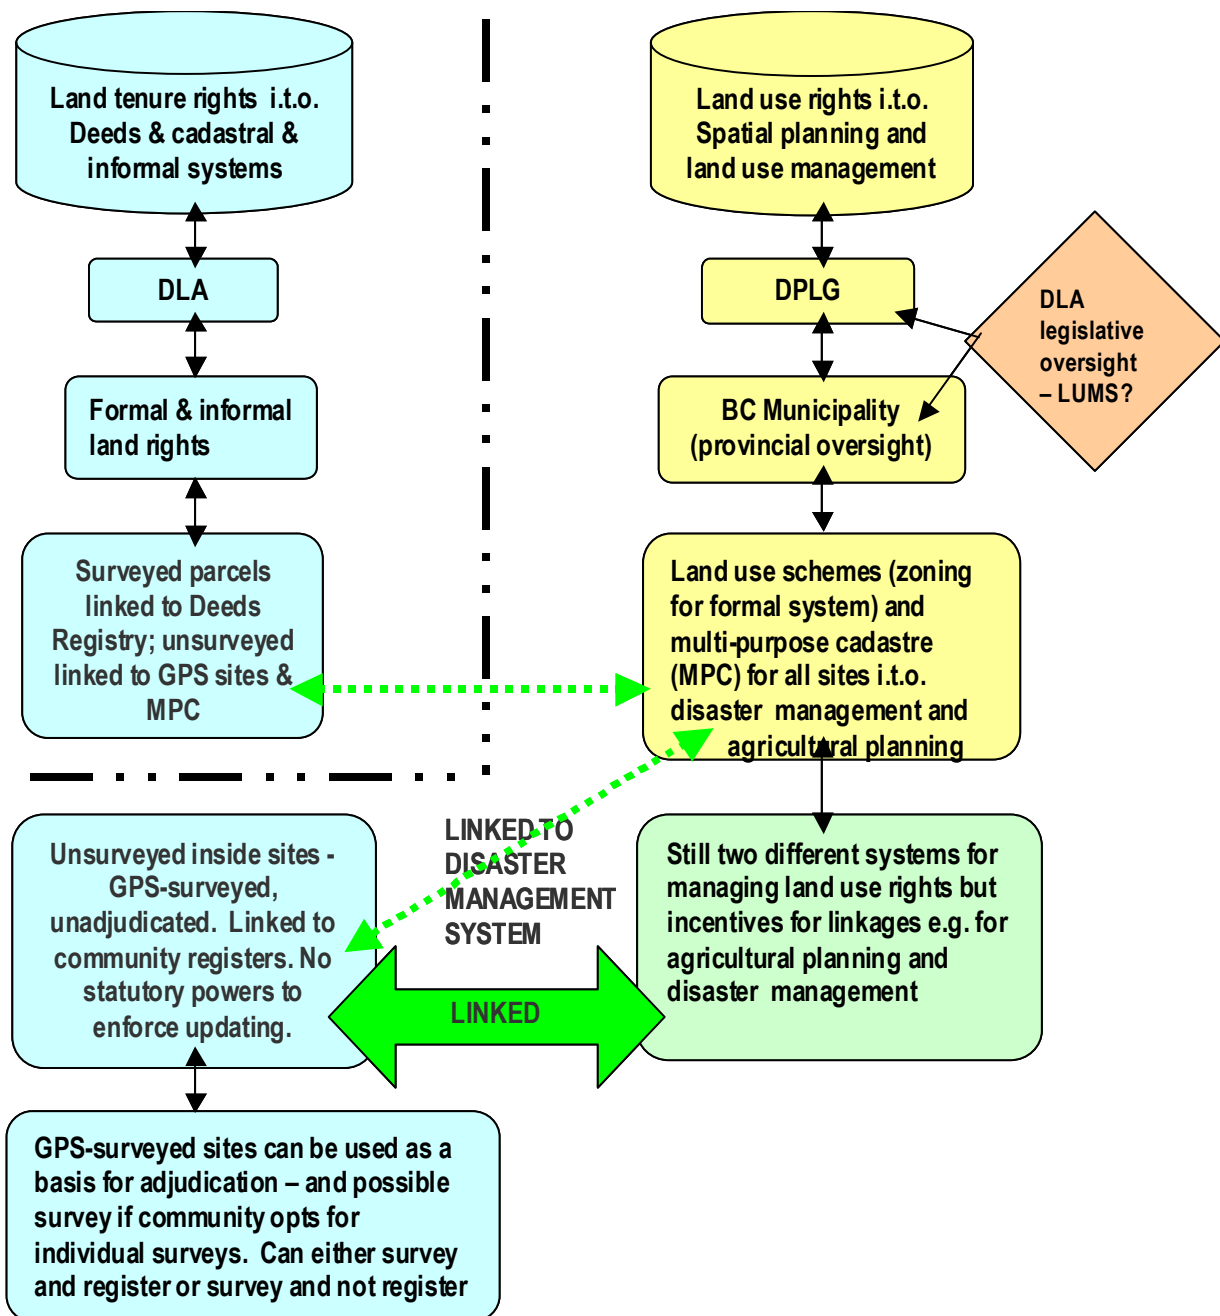 Land tenure rights i.t.o.
Deeds & cadastral &
informal systems
DLA
Formal & informal
land rights
Surveyed parcels
linked to Deeds
Registry; unsurveyed
linked to GPS sites &
MPC
Land use rights i.t.o.
Spatial planning and
land use management
DPLG
DLA
legislative
oversight
– LUMS?
BC Municipality
(provincial oversight)
Land use schemes (zoning
for formal system) and
multi-purpose cadastre
(MPC) for all sites i.t.o.
disaster management and
agricultural planning
Unsurveyed inside sites -
GPS-surveyed,
unadjudicated. Linked to
community registers. No
statutory powers to
enforce updating.
LINKED TO
DISASTER
MANAGEMENT
SYSTEM
LINKED
Still two different systems for
managing land use rights but
incentives for linkages e.g. for
agricultural planning and
disaster management
GPS-surveyed sites can be used as a
basis for adjudication – and possible
survey if community opts for
individual surveys. Can either survey
and register or survey and not register